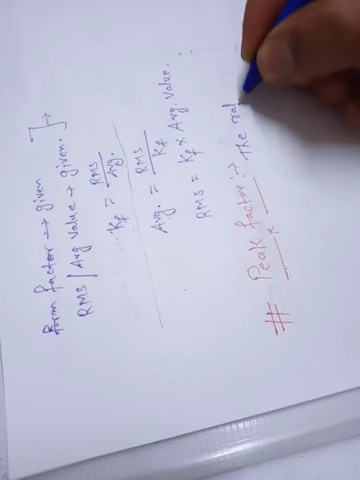 Form factor → given
RMS | Avg value → given. ] →
Kf = RMS / Avg.
Avg. = RMS / Kf
RMS = Kf × Avg. Value.
# Peak factor :→ The